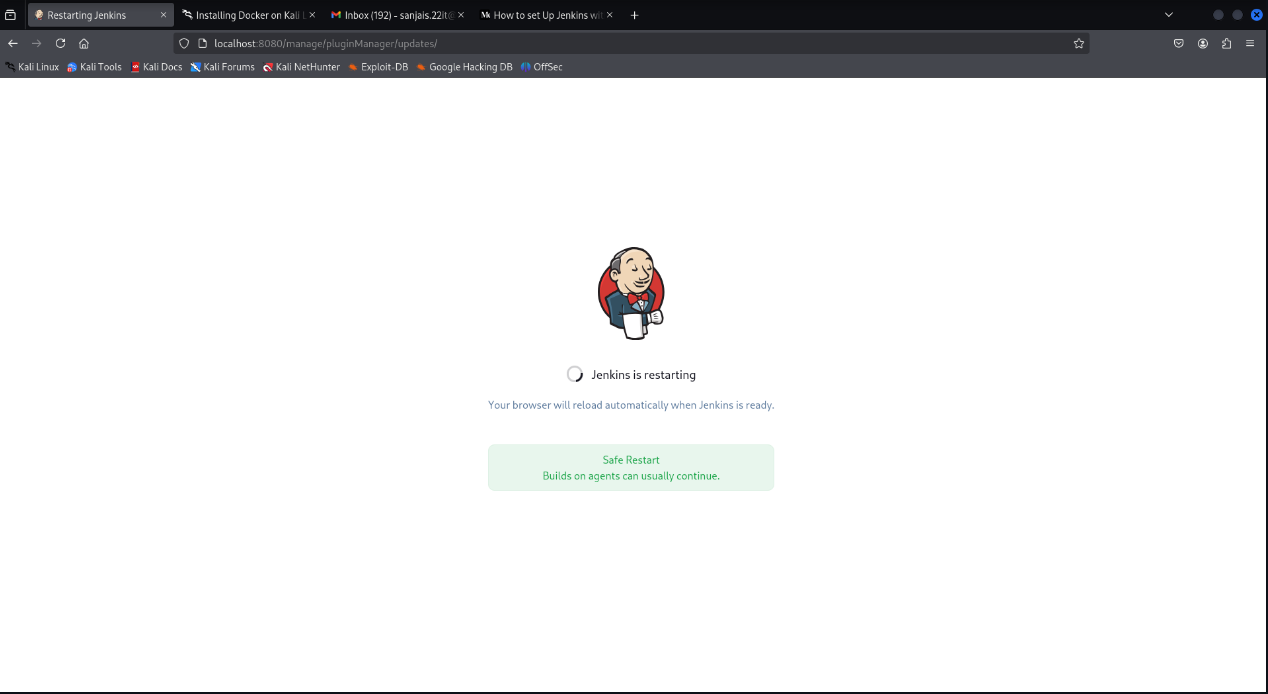 Restarting Jenkins
Installing Docker on Kali L
Inbox (192) - sanjais.22it@
How to set Up Jenkins wit
localhost:8080/manage/pluginManager/updates/
Kali Linux Kali Tools Kali Docs Kali Forums Kali NetHunter Exploit-DB Google Hacking DB OffSec
Jenkins is restarting
Your browser will reload automatically when Jenkins is ready.
Safe Restart
Builds on agents can usually continue.